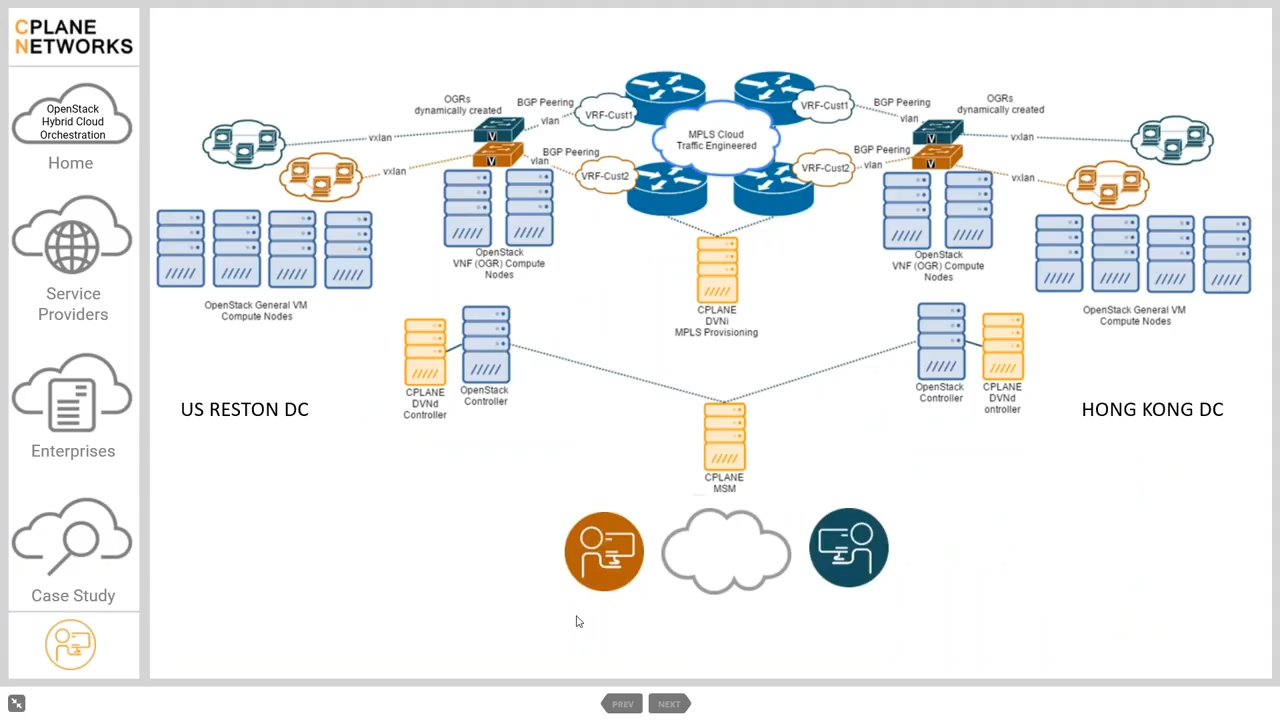 CPLANE
NETWORKS
OpenStack
Hybrid Cloud
Orchestration
Home
Service
Providers
Enterprises
Case Study
OGRs
dynamically created
BGP Peering
vlan
VRF-Cust1
vxlan
BGP Peering
vlan
VRF-Cust2
vxlan
V
V
MPLS Cloud
Traffic Engineered
VRF-Cust1
BGP Peering
vlan
OGRs
dynamically created
vxlan
VRF-Cust2
BGP Peering
vlan
vxlan
V
V
OpenStack General VM
Compute Nodes
OpenStack
VNF (OGR) Compute
Nodes
CPLANE
DVNi
MPLS Provisioning
OpenStack
VNF (OGR) Compute
Nodes
OpenStack General VM
Compute Nodes
CPLANE
DVNd
Controller
OpenStack
Controller
OpenStack
Controller
CPLANE
DVNd
ontroller
US RESTON DC
HONG KONG DC
CPLANE
MSM
PREV
NEXT